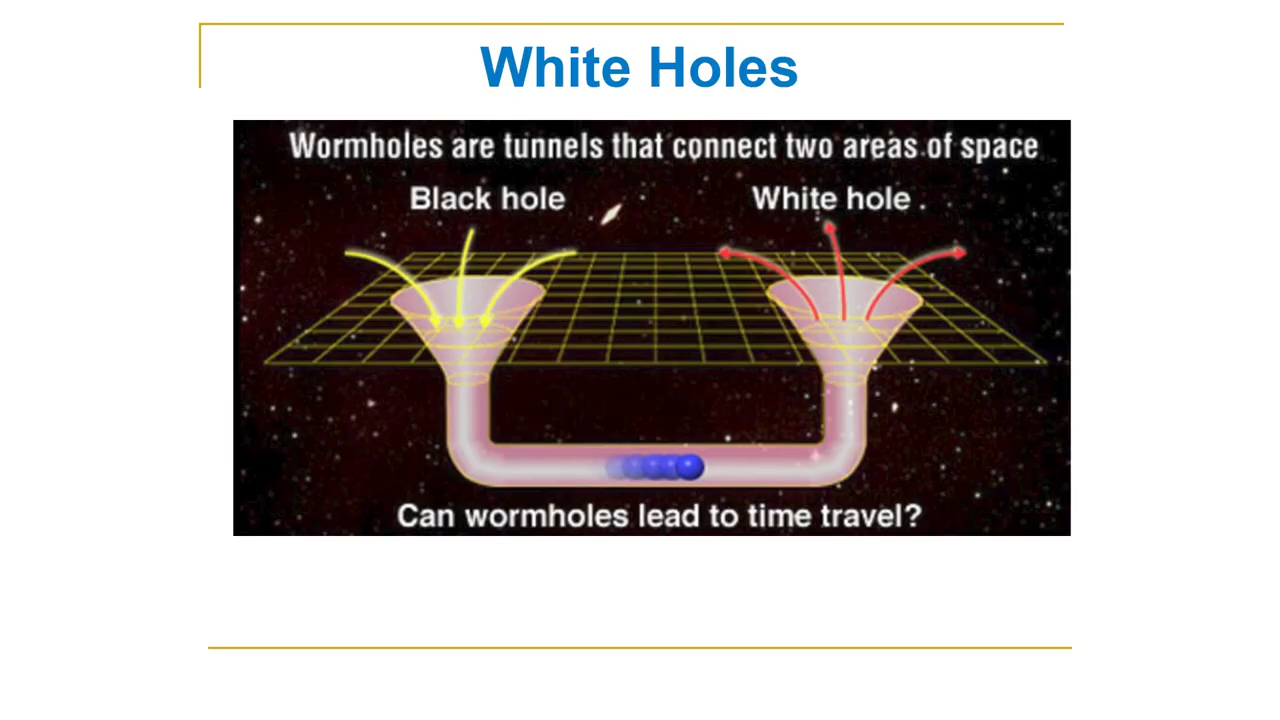 White Holes
Wormholes are tunnels that connect two areas of space
Black hole
White hole
Can wormholes lead to time travel?